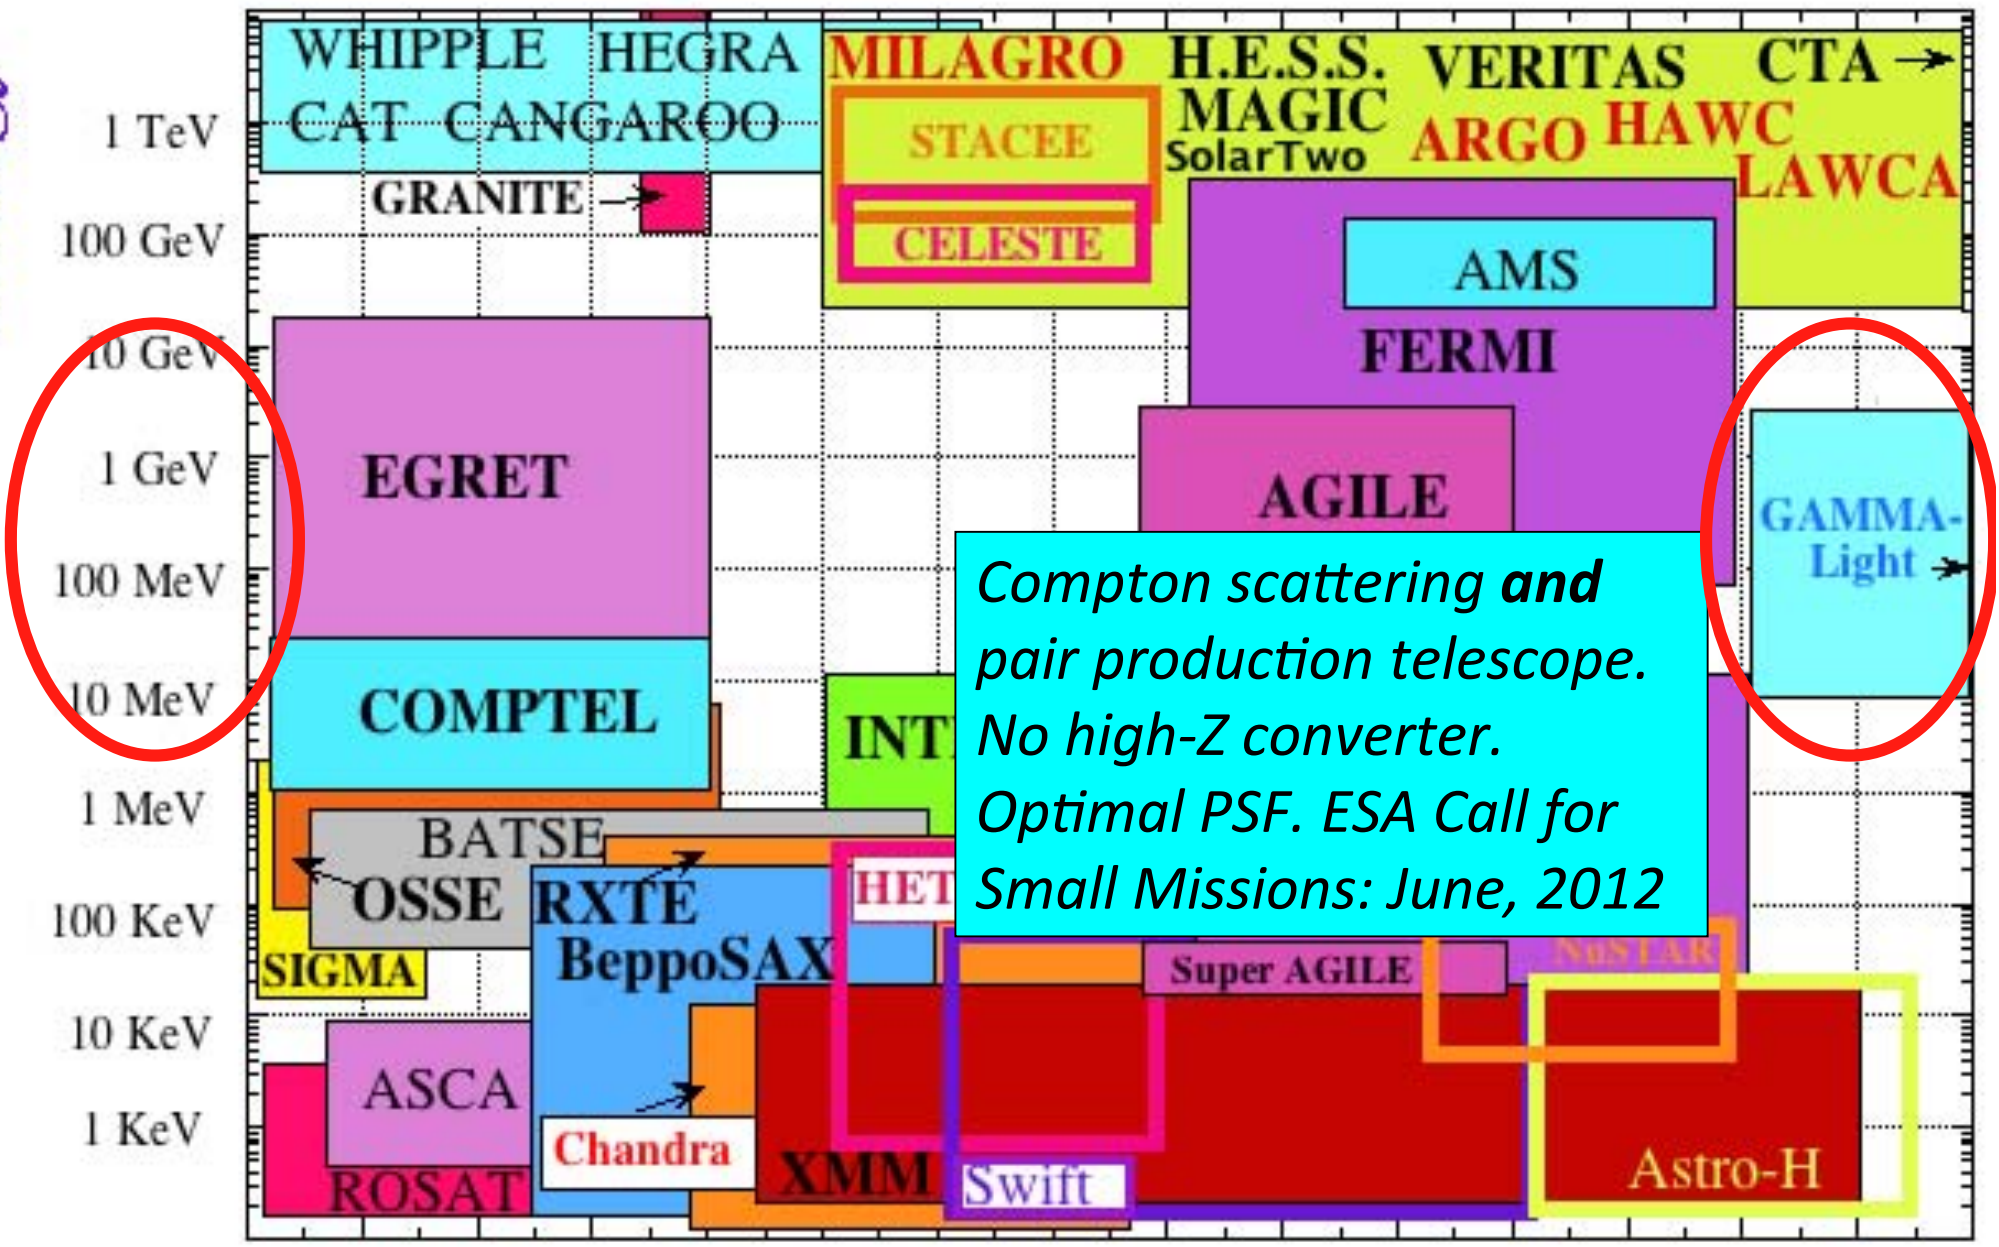 WHIPPLE HEGRA
CAT CANGAROO
MILAGRO
STACEE
CELESTE
H.E.S.S.
MAGIC
SolarTwo
VERITAS
CTA
ARGO
HAWC
LAWCA
GRANITE
1 TeV
100 GeV
10 GeV
1 GeV
100 MeV
10 MeV
1 MeV
100 KeV
10 KeV
1 KeV
AMS
FERMI
EGRET
AGILE
GAMMA-
Light
COMPTEL
INT
Compton scattering and
pair production telescope.
No high-Z converter.
Optimal PSF. ESA Call for
Small Missions: June, 2012
BATSE
OSSE
RXTE
HET
BeppoSAX
SIGMA
Super AGILE
NuSTAR
ASCA
ROSAT
Chandra
XMM
Swift
Astro-H